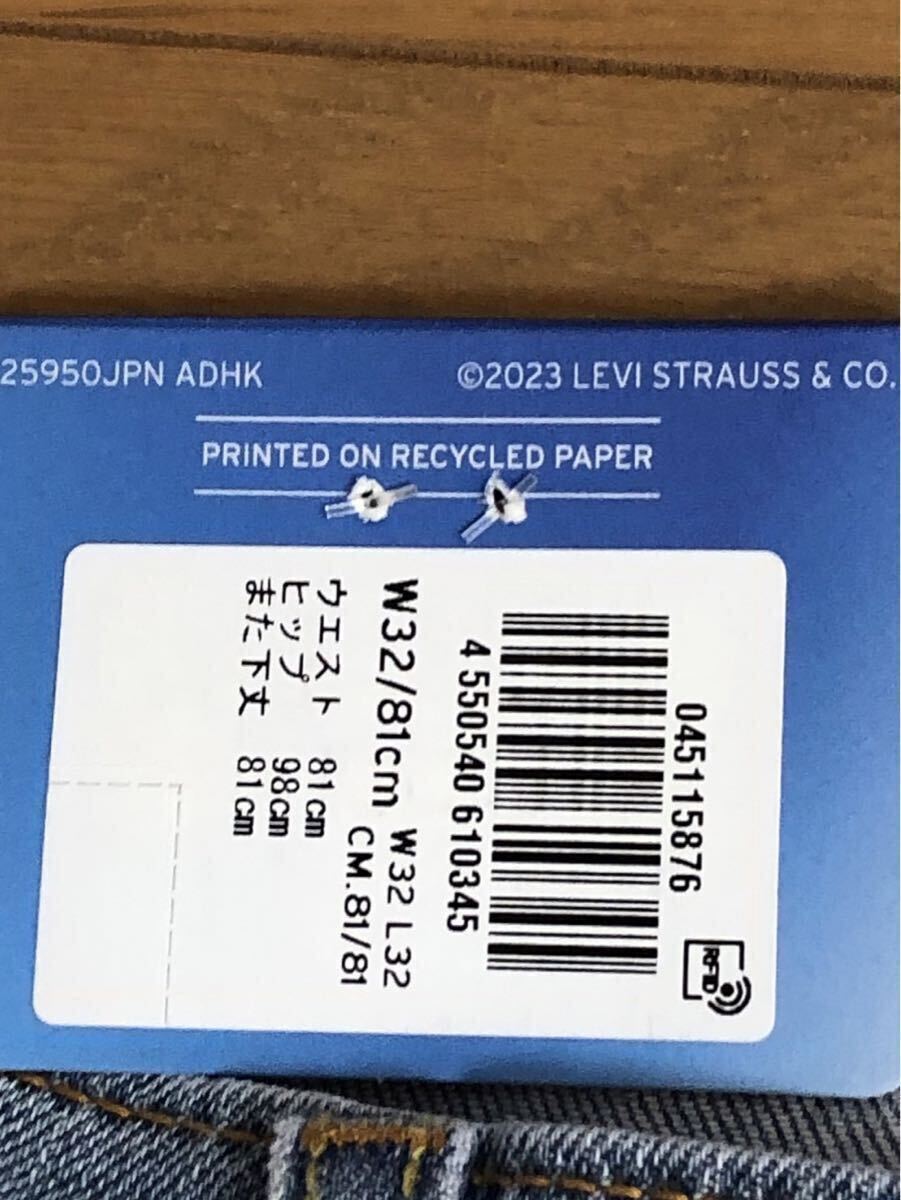 25950JPN ADHK
©2023 LEVI STRAUSS & CO.
PRINTED ON RECYCLED PAPER
045115876
RFID
4 550540 610345
W32/81cm W32 L32
CM.81/81
ウエスト 81cm
ヒップ 98cm
また下丈 81cm